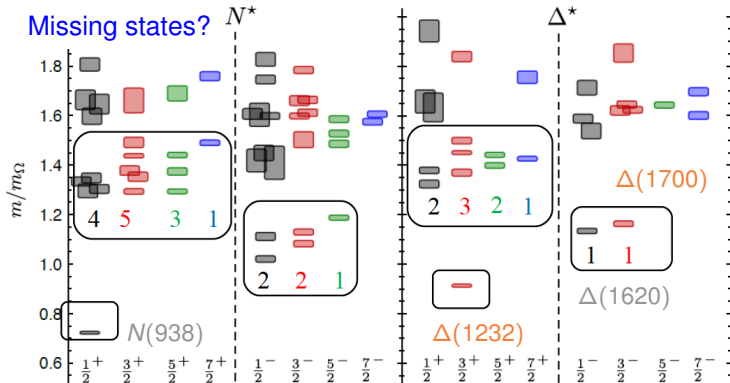 Missing states?
N* Δ*
m/mΩ
1.8
1.6
1.4
1.2
1.0
0.8
0.6
4 5 3 1
2 2 1
2 3 2 1
1 1
Δ(1700)
Δ(1620)
N(938)
Δ(1232)
1/2+ 3/2+ 5/2+ 7/2+ 1/2− 3/2− 5/2− 7/2− 1/2+ 3/2+ 5/2+ 7/2+ 1/2− 3/2− 5/2− 7/2−